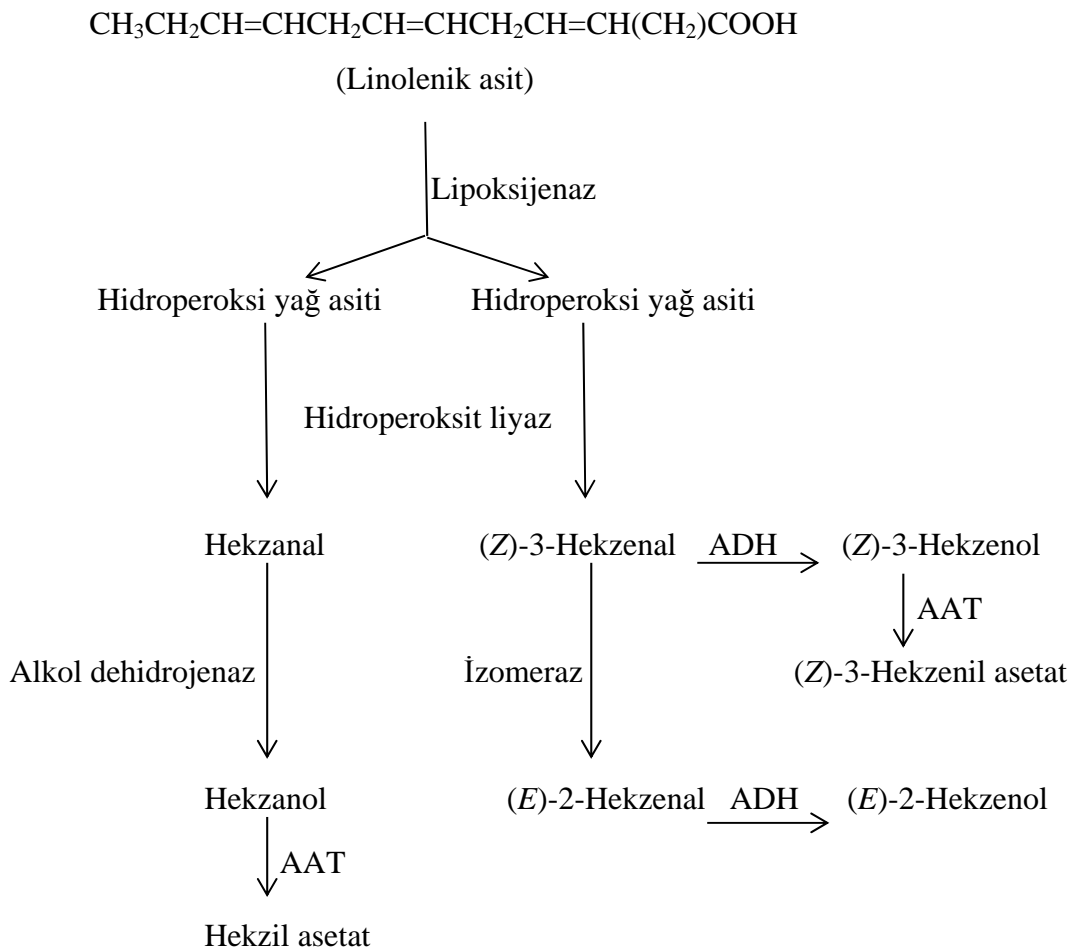 CH₃CH₂CH=CHCH₂CH=CHCH₂CH=CH(CH₂)COOH
(Linolenik asit)
Lipoksijenaz
Hidroperoksi yağ asiti Hidroperoksi yağ asiti
Hidroperoksit liyaz
Hekzanal (Z)-3-Hekzenal ADH (Z)-3-Hekzenol
AAT
Alkol dehidrojenaz İzomeraz (Z)-3-Hekzenil asetat
Hekzanol (E)-2-Hekzenal ADH (E)-2-Hekzenol
AAT
Hekzil asetat